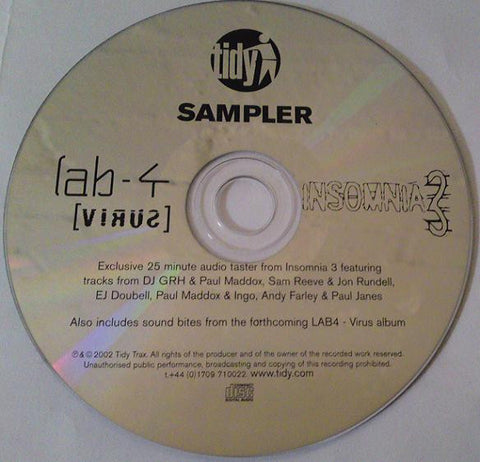 tidy
SAMPLER
lab-4
[VIRUS]
INSOMNIA 3
Exclusive 25 minute audio taster from Insomnia 3 featuring
tracks from DJ GRH & Paul Maddox, Sam Reeve & Jon Rundell,
EJ Doubell, Paul Maddox & Ingo, Andy Farley & Paul Janes
Also includes sound bites from the forthcoming LAB4 - Virus album
℗ & © 2002 Tidy Trax. All rights of the producer and of the owner of the recorded work reserved.
Unauthorised public performance, broadcasting and copying of this recording prohibited.
t.+44 (0)1709 710022. www.tidy.com
COMPACT
disc
DIGITAL AUDIO